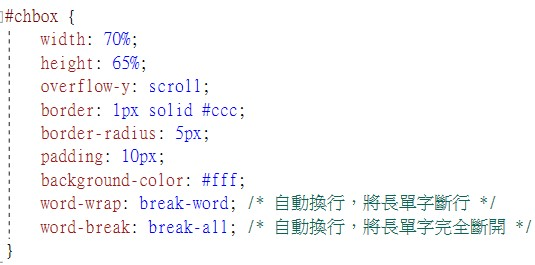 #chbox {
width: 70%;
height: 65%;
overflow-y: scroll;
border: 1px solid #ccc;
border-radius: 5px;
padding: 10px;
background-color: #fff;
word-wrap: break-word; /* 自動換行，將長單字斷行 */
word-break: break-all; /* 自動換行，將長單字完全斷開 */
}